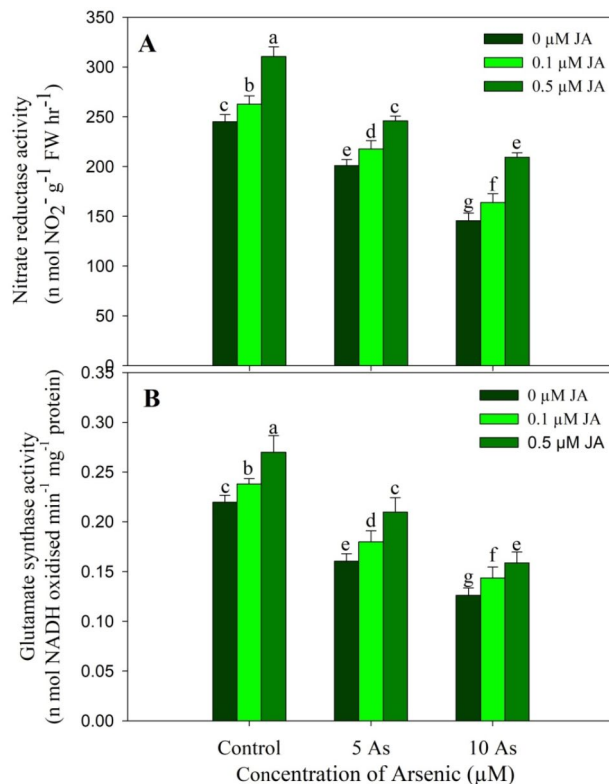 A
0 µM JA
0.1 µM JA
0.5 µM JA
Nitrate reductase activity
(n mol NO₂⁻ g⁻¹ FW hr⁻¹)
350
300
250
200
150
100
50
0
c b a
e d c
g f e
B
0 µM JA
0.1 µM JA
0.5 µM JA
Glutamate synthase activity
(n mol NADH oxidised min⁻¹ mg⁻¹ protein)
0.35
0.30
0.25
0.20
0.15
0.10
0.05
0.00
c b a
e d c
g f e
Control 5 As 10 As
Concentration of Arsenic (µM)